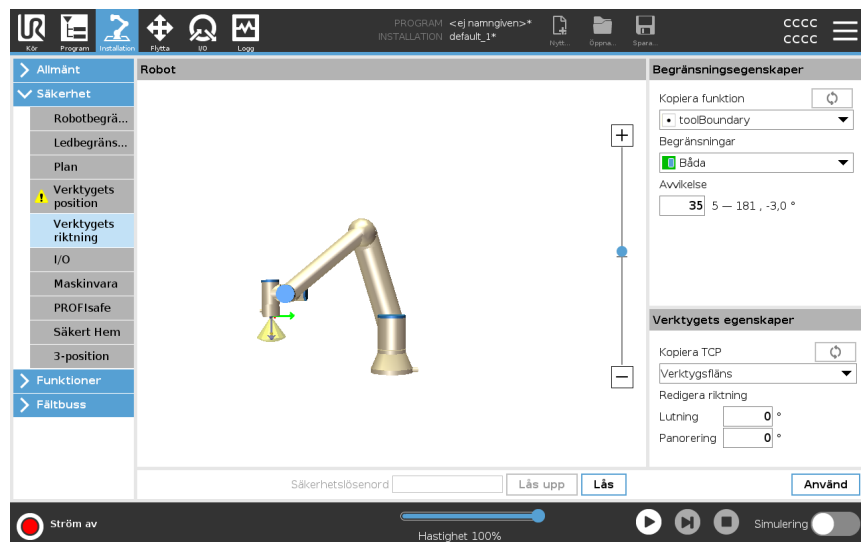 PROGRAM <ej namngiven>*
INSTALLATION default_1*
UR
Kör
Program
Installation
Flytta
I/O
Logg
Nytt...
Öppna...
Spara...
CCCC
CCCC
Allmänt
Säkerhet
Robotbegrä...
Ledbegräns...
Plan
Verktygets
position
Verktygets
riktning
I/O
Maskinvara
PROFIsafe
Säkert Hem
3-position
Funktioner
Fältbuss
Robot
Säkerhetslösenord
Lås upp
Lås
Begränsningsegenskaper
Kopiera funktion
toolBoundary
Begränsningar
Båda
Avvikelse
35 5 — 181 , -3,0 °
Verktygets egenskaper
Kopiera TCP
Verktygsfläns
Redigera riktning
Lutning 0 °
Panorering 0 °
Använd
Ström av
Hastighet 100%
Simulering